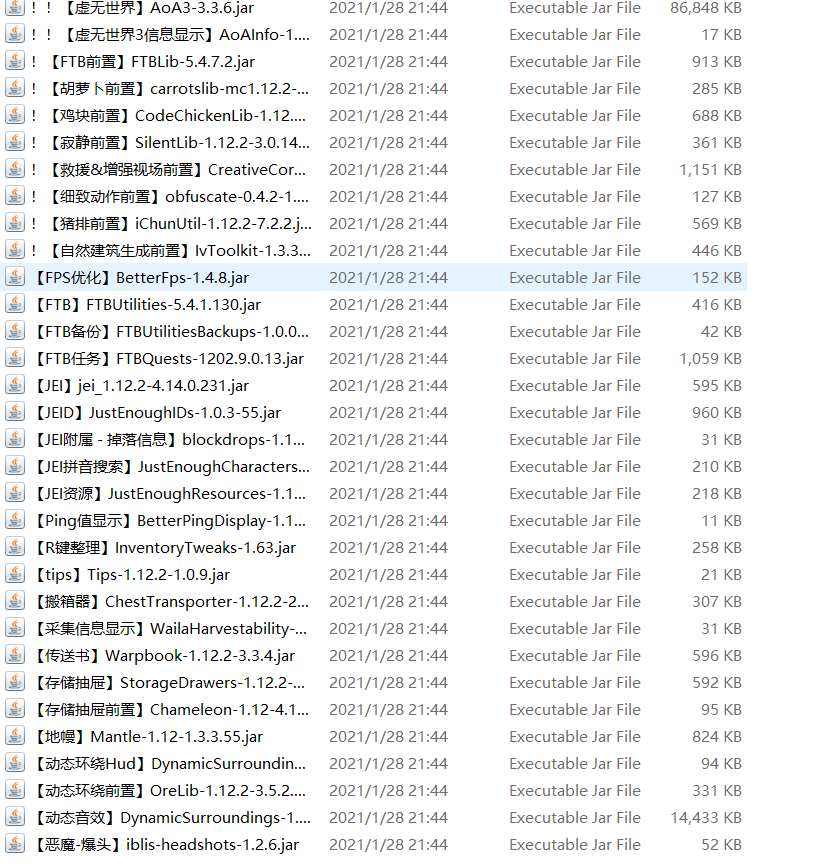 ！！【虚无世界】AoA3-3.3.6.jar 2021/1/28 21:44 Executable Jar File 86,848 KB
！！【虚无世界3信息显示】AoAInfo-1.... 2021/1/28 21:44 Executable Jar File 17 KB
！【FTB前置】FTBLib-5.4.7.2.jar 2021/1/28 21:44 Executable Jar File 913 KB
！【胡萝卜前置】carrotslib-mc1.12.2-... 2021/1/28 21:44 Executable Jar File 285 KB
！【鸡块前置】CodeChickenLib-1.12.... 2021/1/28 21:44 Executable Jar File 688 KB
！【寂静前置】SilentLib-1.12.2-3.0.14... 2021/1/28 21:44 Executable Jar File 361 KB
！【救援&增强视场前置】CreativeCor... 2021/1/28 21:44 Executable Jar File 1,151 KB
！【细致动作前置】obfuscate-0.4.2-1.... 2021/1/28 21:44 Executable Jar File 127 KB
！【猪排前置】iChunUtil-1.12.2-7.2.2.j... 2021/1/28 21:44 Executable Jar File 569 KB
！【自然建筑生成前置】IvToolkit-1.3.3... 2021/1/28 21:44 Executable Jar File 446 KB
【FPS优化】BetterFps-1.4.8.jar 2021/1/28 21:44 Executable Jar File 152 KB
【FTB】FTBUtilities-5.4.1.130.jar 2021/1/28 21:44 Executable Jar File 416 KB
【FTB备份】FTBUtilitiesBackups-1.0.0... 2021/1/28 21:44 Executable Jar File 42 KB
【FTB任务】FTBQuests-1202.9.0.13.jar 2021/1/28 21:44 Executable Jar File 1,059 KB
【JEI】jei_1.12.2-4.14.0.231.jar 2021/1/28 21:44 Executable Jar File 595 KB
【JEID】JustEnoughIDs-1.0.3-55.jar 2021/1/28 21:44 Executable Jar File 960 KB
【JEI附属 - 掉落信息】blockdrops-1.1... 2021/1/28 21:44 Executable Jar File 31 KB
【JEI拼音搜索】JustEnoughCharacters... 2021/1/28 21:44 Executable Jar File 210 KB
【JEI资源】JustEnoughResources-1.1... 2021/1/28 21:44 Executable Jar File 218 KB
【Ping值显示】BetterPingDisplay-1.1... 2021/1/28 21:44 Executable Jar File 11 KB
【R键整理】InventoryTweaks-1.63.jar 2021/1/28 21:44 Executable Jar File 258 KB
【tips】Tips-1.12.2-1.0.9.jar 2021/1/28 21:44 Executable Jar File 21 KB
【搬箱器】ChestTransporter-1.12.2-2... 2021/1/28 21:44 Executable Jar File 307 KB
【采集信息显示】WailaHarvestability-... 2021/1/28 21:44 Executable Jar File 31 KB
【传送书】Warpbook-1.12.2-3.3.4.jar 2021/1/28 21:44 Executable Jar File 596 KB
【存储抽屉】StorageDrawers-1.12.2-... 2021/1/28 21:44 Executable Jar File 592 KB
【存储抽屉前置】Chameleon-1.12-4.1... 2021/1/28 21:44 Executable Jar File 95 KB
【地幔】Mantle-1.12-1.3.3.55.jar 2021/1/28 21:44 Executable Jar File 824 KB
【动态环绕Hud】DynamicSurroundin... 2021/1/28 21:44 Executable Jar File 94 KB
【动态环绕前置】OreLib-1.12.2-3.5.2.... 2021/1/28 21:44 Executable Jar File 331 KB
【动态音效】DynamicSurroundings-1.... 2021/1/28 21:44 Executable Jar File 14,433 KB
【恶魔-爆头】iblis-headshots-1.2.6.jar 2021/1/28 21:44 Executable Jar File 52 KB